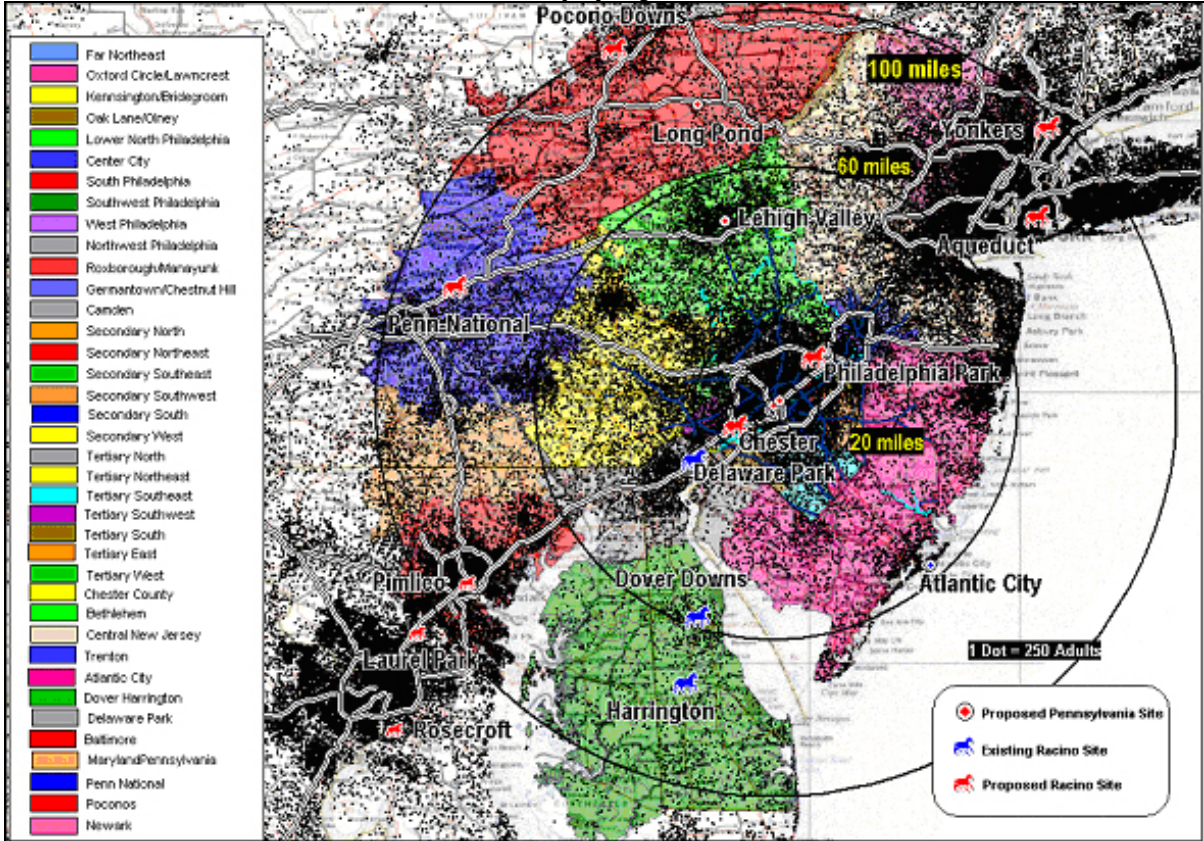 Far Northeast
Oxford Circle/Lawncrest
Kennsington/Bridegroom
Oak Lane/Olney
Lower North Philadelphia
Center City
South Philadelphia
Southwest Philadelphia
West Philadelphia
Northwest Philadelphia
Roxborough/Manayunk
Germantown/Chestnut Hill
Camden
Secondary North
Secondary Northeast
Secondary Southeast
Secondary Southwest
Secondary South
Secondary West
Tertiary North
Tertiary Northeast
Tertiary Southeast
Tertiary Southwest
Tertiary South
Tertiary East
Tertiary West
Chester County
Bethlehem
Central New Jersey
Trenton
Atlantic City
Dover Harrington
Delaware Park
Baltimore
MarylandPennsylvania
Penn National
Poconos
Newark
Pocono Downs
100 miles
Long Pond
Yonkers
60 miles
Lehigh Valley
Aqueduct
Penn National
Philadelphia Park
Chester
20 miles
Delaware Park
Pimlico
Dover Downs
Atlantic City
Laurel Park
1 Dot = 250 Adults
Harrington
Rosecroft
Proposed Pennsylvania Site
Existing Racino Site
Proposed Racino Site
Long Branch
Asbury Park